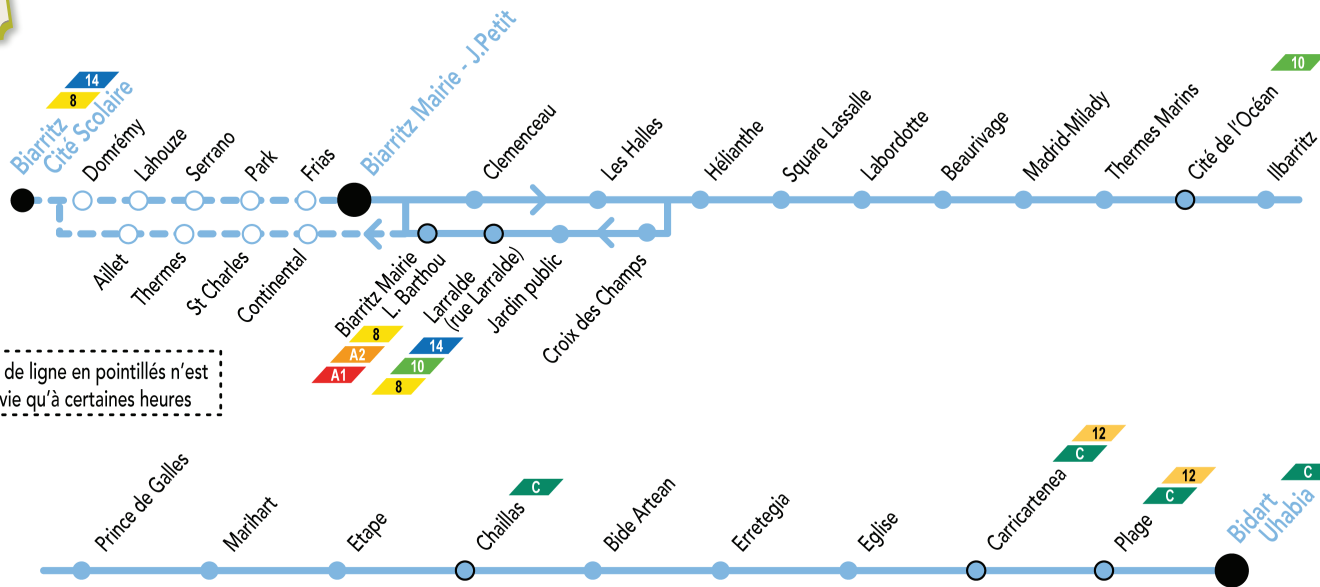 14
8
Biarritz
Cité Scolaire
Domrémy
Lahouze
Serrano
Park
Frias
Biarritz Mairie - J.Petit
Clemenceau
Les Halles
Hélianthe
Square Lassalle
Labordotte
Beaurivage
Madrid-Milady
Thermes Marins
10
Cité de l'Océan
Ilbarritz
Aillet
Thermes
St Charles
Continental
Biarritz Mairie
L. Barthou
8
A2
A1
Larralde
(rue Larralde)
14
10
8
Jardin public
Croix des Champs
de ligne en pointillés n'est
vie qu'à certaines heures
Prince de Galles
Marihart
Etape
C
Chaillas
Bide Artean
Erretegia
Eglise
12
C
Carricartenea
12
C
Plage
C
Bidart
Uhabia